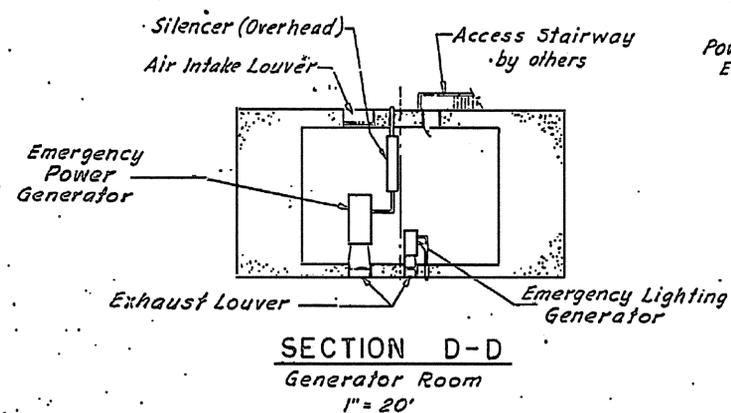 Silencer (Overhead)
Access Stairway
by others
Air Intake Louver
Emergency
Power
Generator
Exhaust Louver
Emergency Lighting
Generator
SECTION D-D
Generator Room
1" = 20'